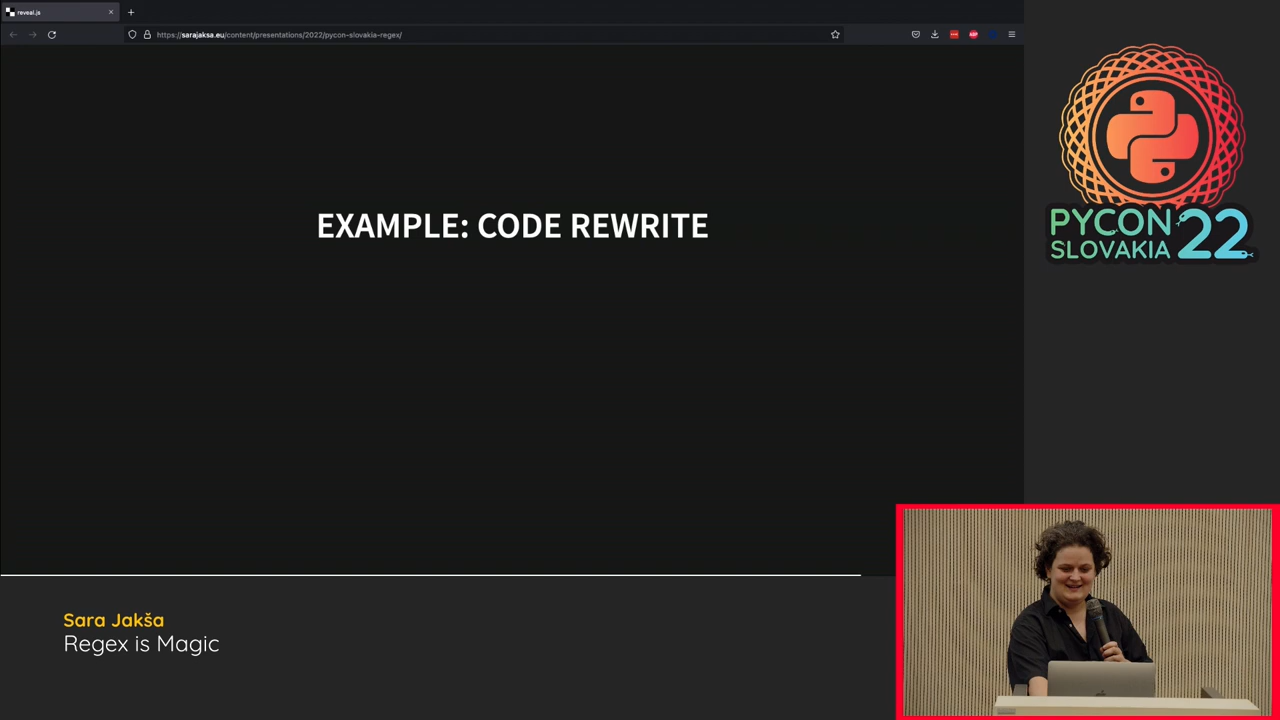 reveal.js
https://sarajaksa.eu/content/presentations/2022/pycon-slovakia-regex/
ABP
EXAMPLE: CODE REWRITE
PYCON
SLOVAKIA
22
Sara Jakša
Regex is Magic